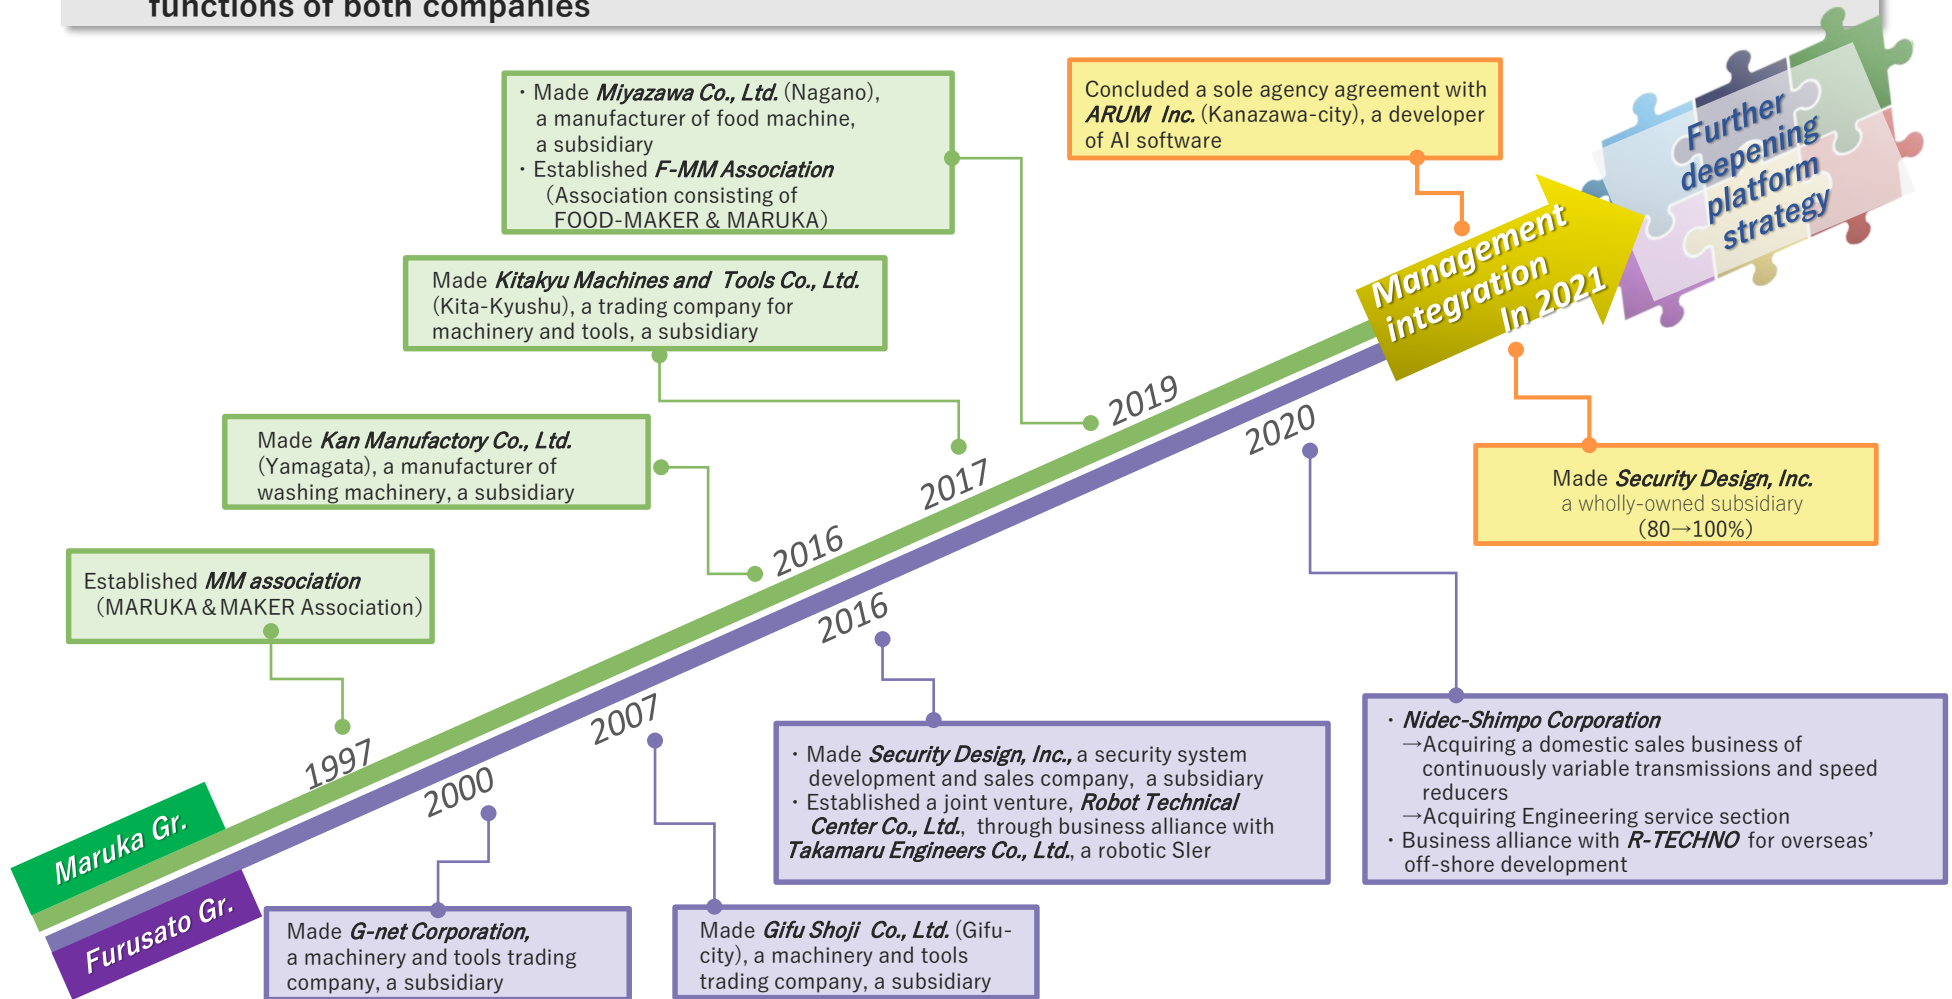 functions of both companies
・Made Miyazawa Co., Ltd. (Nagano),
a manufacturer of food machine,
a subsidiary
・Established F-MM Association
(Association consisting of
FOOD-MAKER & MARUKA)
Concluded a sole agency agreement with
ARUM Inc. (Kanazawa-city), a developer
of AI software
Further
deepening
platform
strategy
Management
integration
In 2021
Made Kitakyu Machines and Tools Co., Ltd.
(Kita-Kyushu), a trading company for
machinery and tools, a subsidiary
2019
2020
Made Kan Manufactory Co., Ltd.
(Yamagata), a manufacturer of
washing machinery, a subsidiary
2017
Made Security Design, Inc.
a wholly-owned subsidiary
(80→100%)
2016
Established MM association
(MARUKA & MAKER Association)
2016
1997
2007
2000
・Made Security Design, Inc., a security system
development and sales company, a subsidiary
・Established a joint venture, Robot Technical
Center Co., Ltd., through business alliance with
Takamaru Engineers Co., Ltd., a robotic SIer
・Nidec-Shimpo Corporation
→Acquiring a domestic sales business of
continuously variable transmissions and speed
reducers
→Acquiring Engineering service section
・Business alliance with R-TECHNO for overseas'
off-shore development
Maruka Gr.
Furusato Gr.
Made G-net Corporation,
a machinery and tools trading
company, a subsidiary
Made Gifu Shoji Co., Ltd. (Gifu-
city), a machinery and tools
trading company, a subsidiary